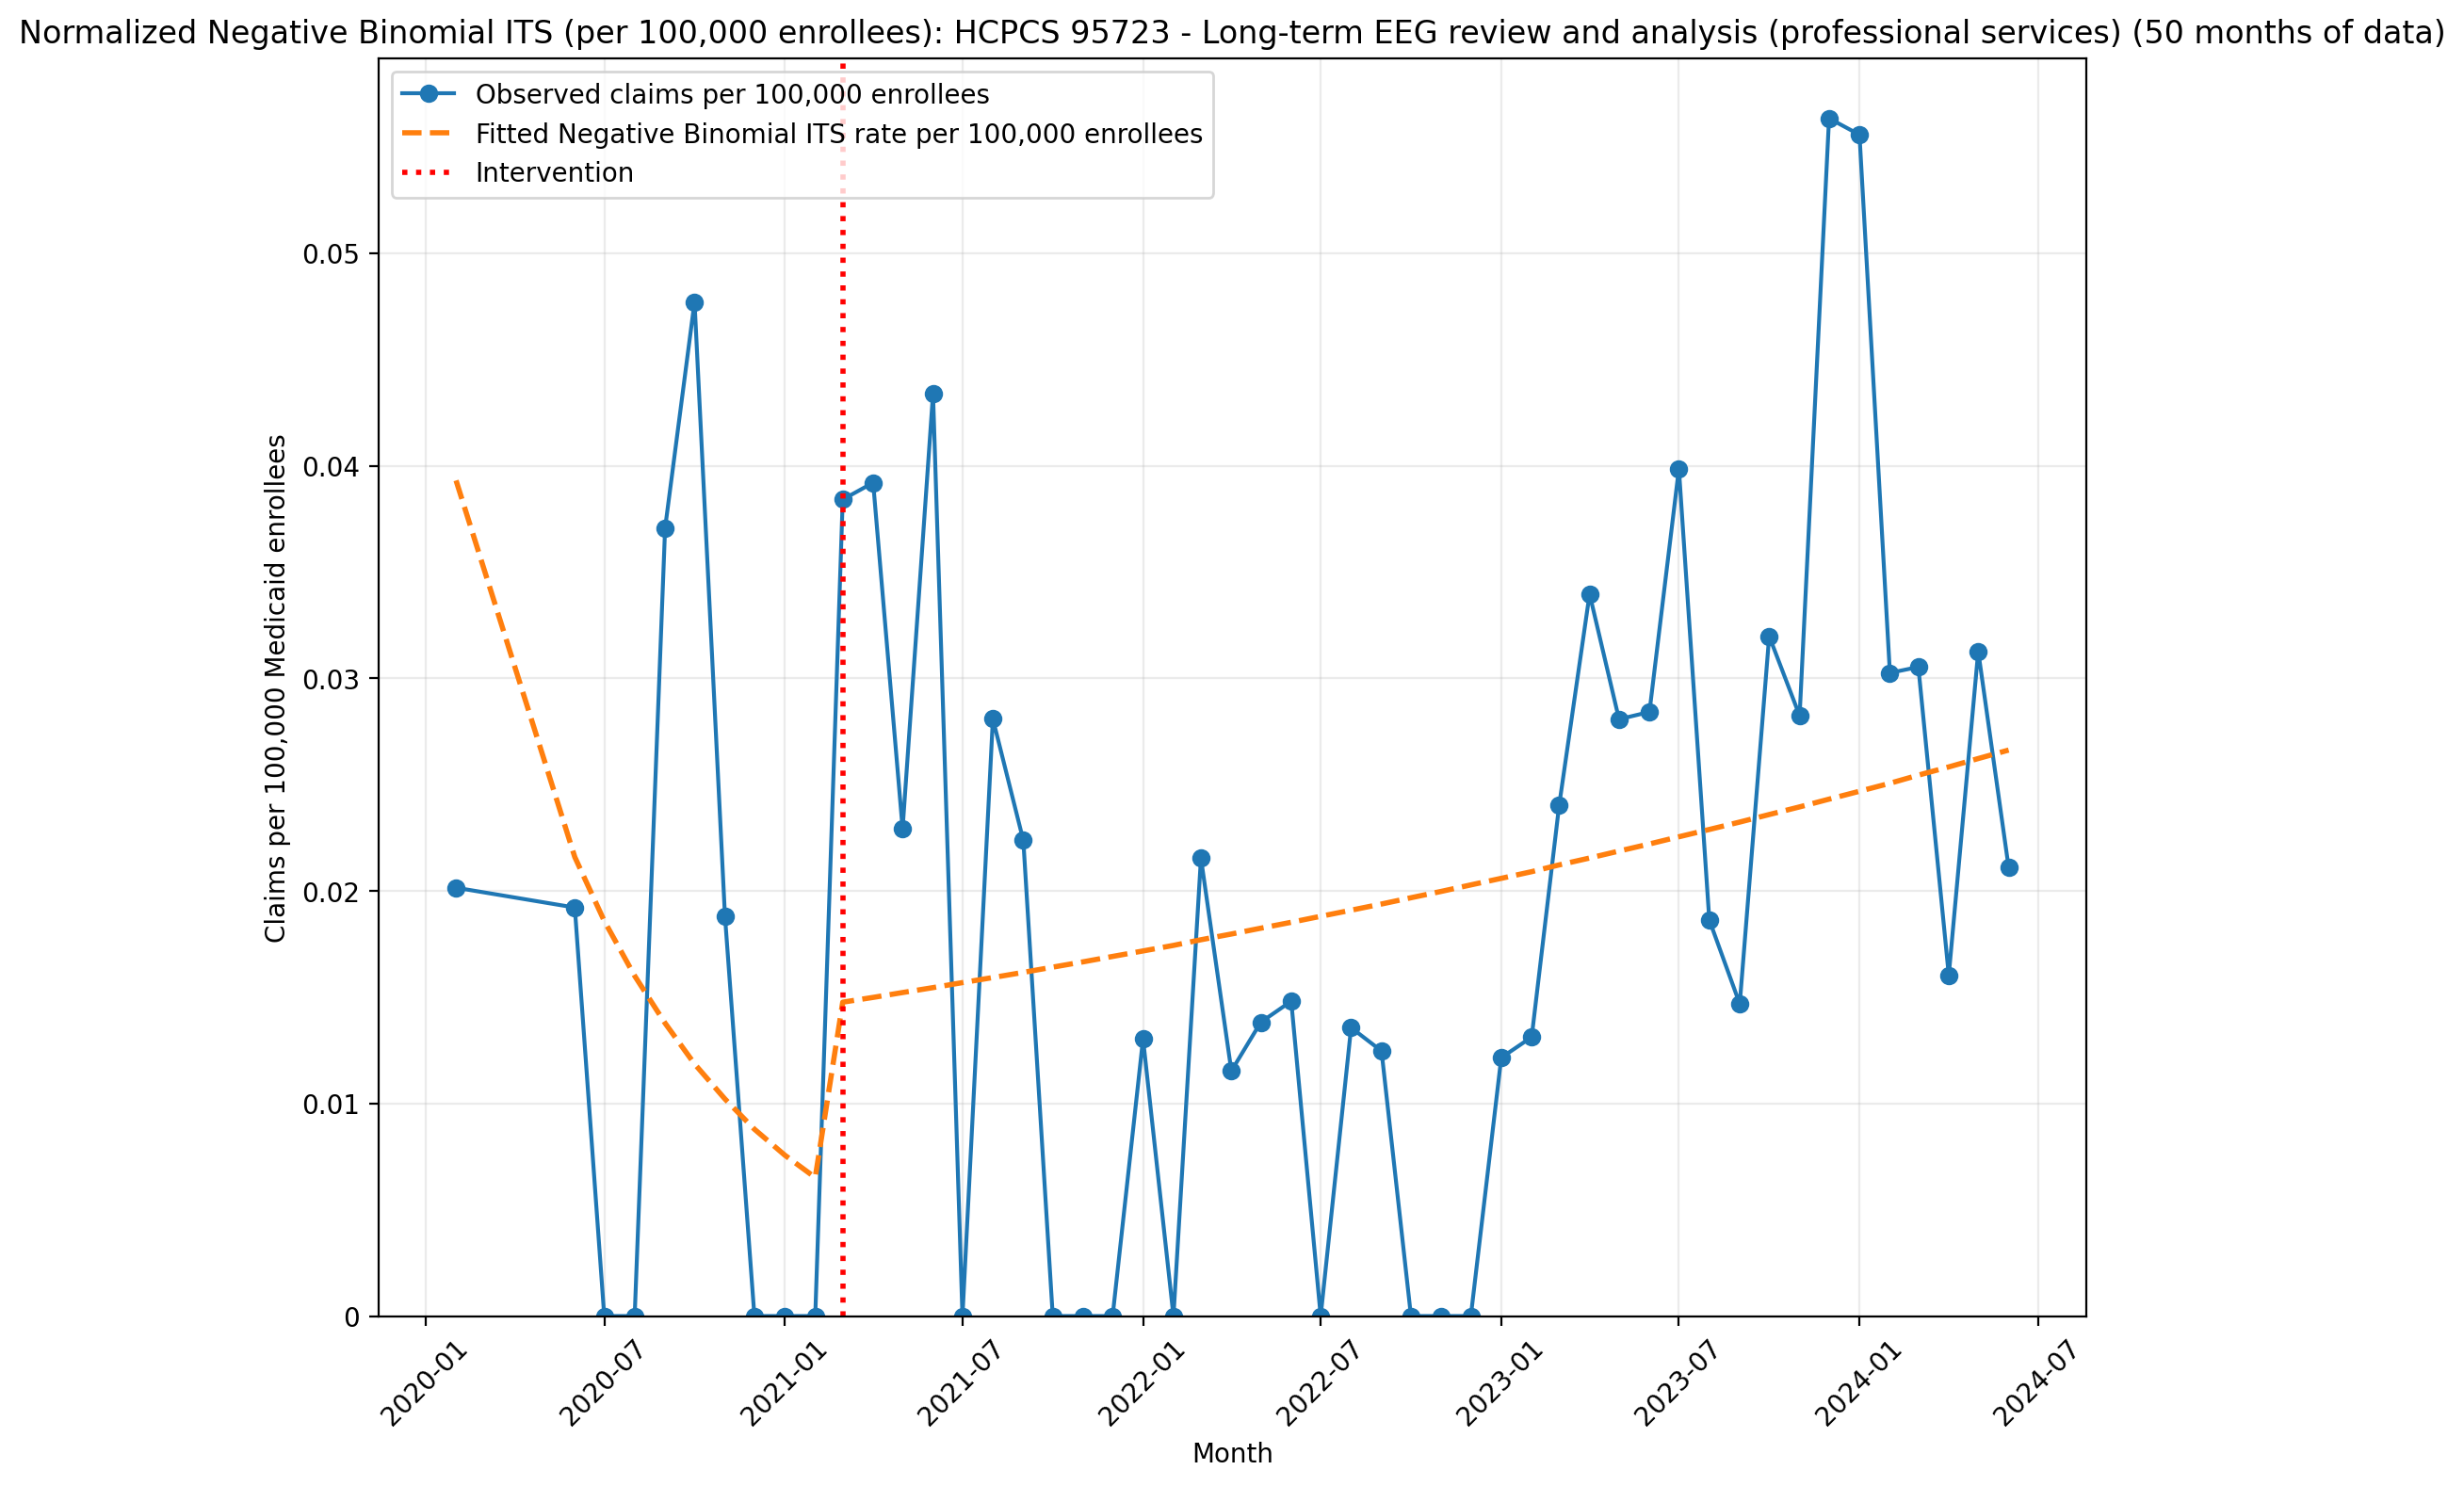 Normalized Negative Binomial ITS (per 100,000 enrollees): HCPCS 95723 - Long-term EEG review and analysis (professional services) (50 months of data)
Observed claims per 100,000 enrollees
Fitted Negative Binomial ITS rate per 100,000 enrollees
Intervention
Claims per 100,000 Medicaid enrollees
0.05
0.04
0.03
0.02
0.01
0
2020-01
2020-07
2021-01
2021-07
2022-01
2022-07
2023-01
2023-07
2024-01
2024-07
Month